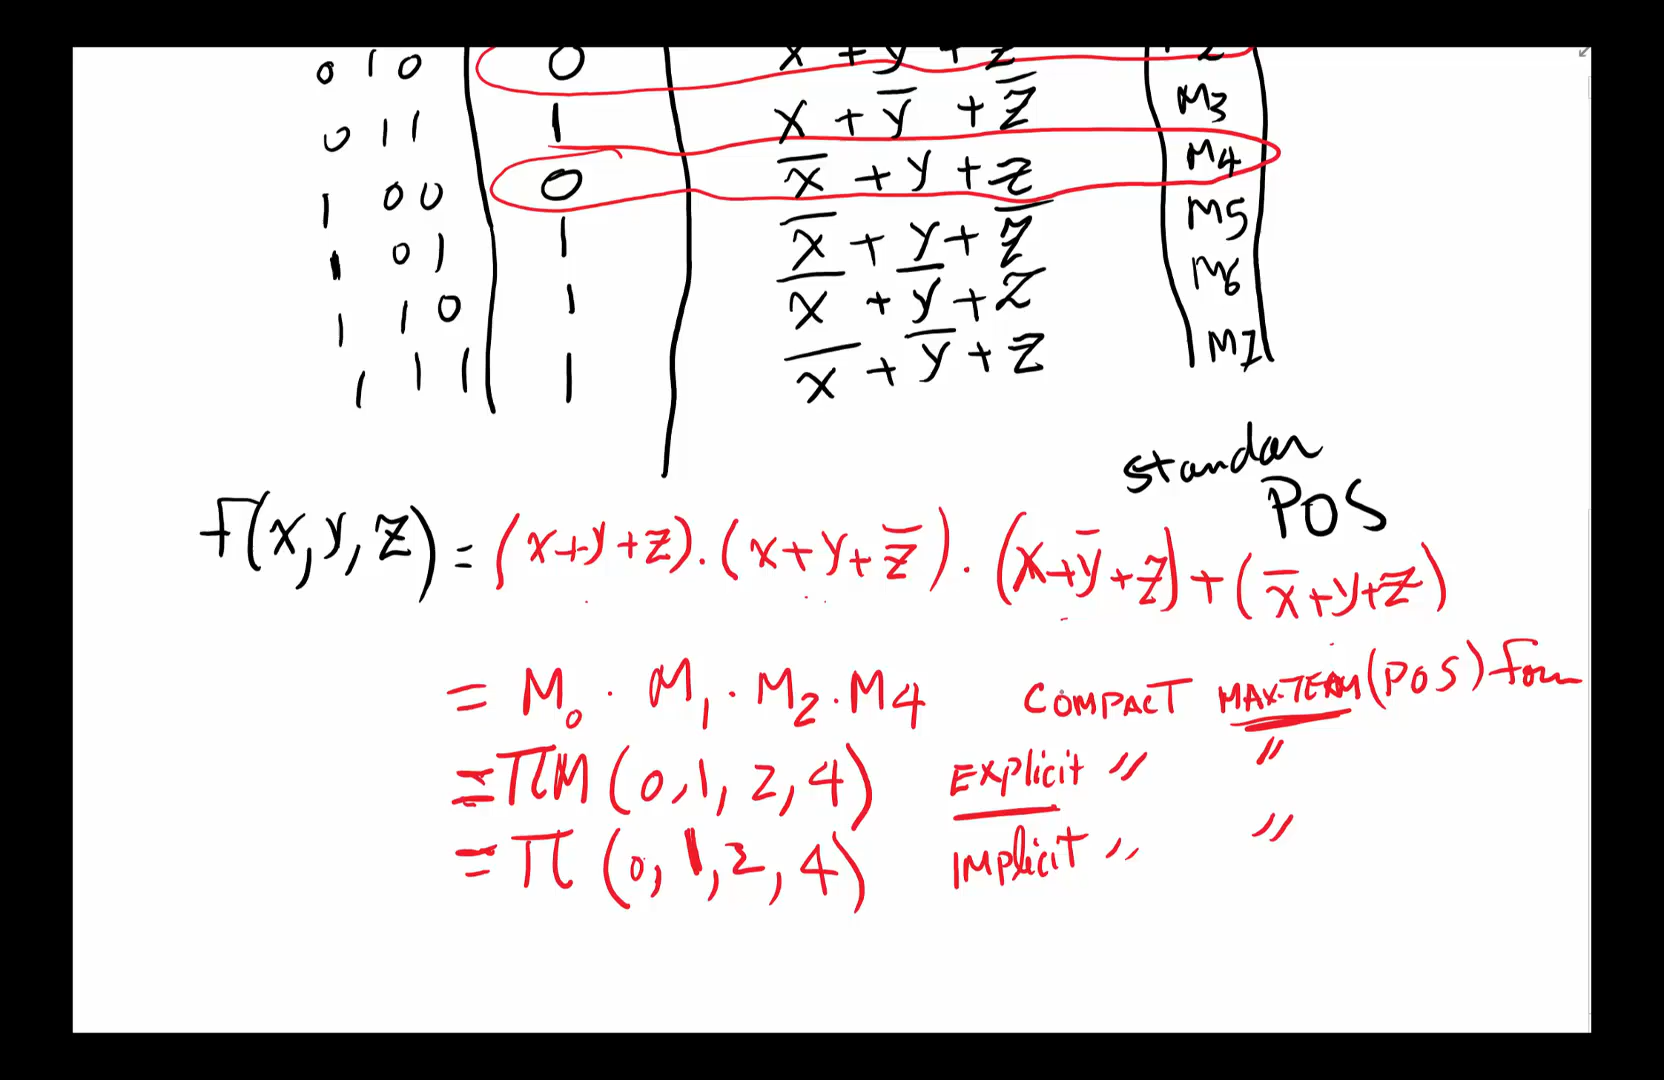 0 1 0 0 x + y̅ + z
0 1 1 1 x + y̅ + z̅ M3
1 0 0 0 x̅ + y + z M4
1 0 1 1 x̅ + y + z̅ M5
1 1 0 1 x̅ + y̅ + z M6
1 1 1 1 x̅ + y̅ + z M7
standar
POS
f(x,y,z) = (x+y+z).(x+y+z̅).(x+y̅+z)+(x̅+y+z)
= M₀ . M₁ . M₂ . M4 COMPACT MAX-TERM (POS) form
= πM (0,1,2,4) Explicit " "
= π (0,1,2,4) Implicit " "